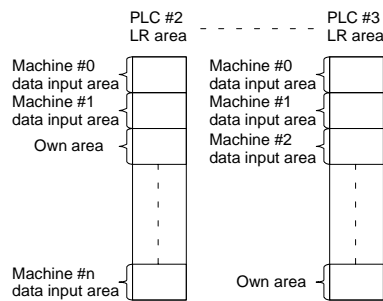 PLC #2
LR area
Machine #0
data input area
Machine #1
data input area
Own area
Machine #n
data input area
PLC #3
LR area
Machine #0
data input area
Machine #1
data input area
Machine #2
data input area
Own area